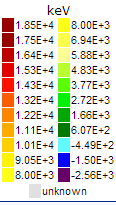 keV
1.85E+4 8.00E+3
1.75E+4 6.94E+3
1.64E+4 5.88E+3
1.53E+4 4.83E+3
1.43E+4 3.77E+3
1.32E+4 2.72E+3
1.22E+4 1.66E+3
1.11E+4 6.07E+2
1.01E+4 -4.49E+2
9.05E+3 -1.50E+3
8.00E+3 -2.56E+3
unknown